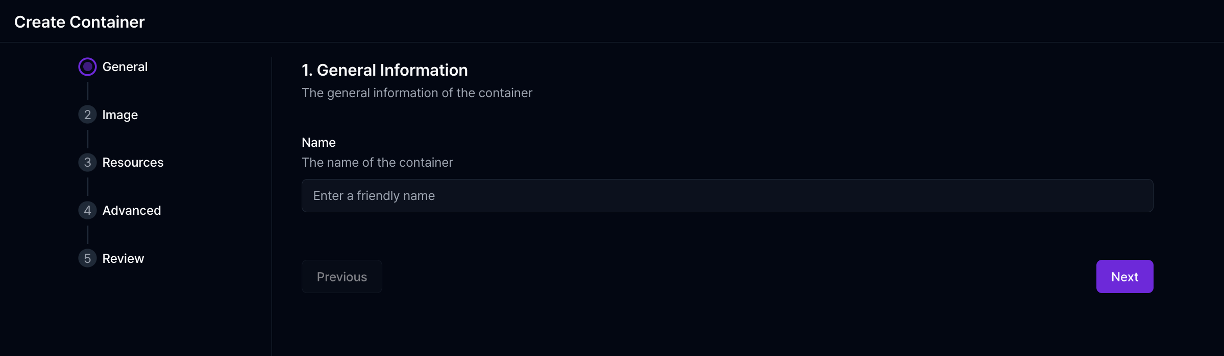 Create Container
General
2 Image
3 Resources
4 Advanced
5 Review
1. General Information
The general information of the container
Name
The name of the container
Enter a friendly name
Previous
Next